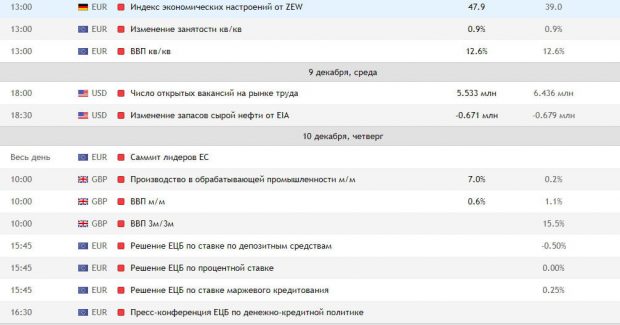 13:00 EUR Индекс экономических настроений от ZEW 47.9 39.0
13:00 EUR Изменение занятости кв/кв 0.9% 0.9%
13:00 EUR ВВП кв/кв 12.6% 12.6%
9 декабря, среда
18:00 USD Число открытых вакансий на рынке труда 5.533 млн 6.436 млн
18:30 USD Изменение запасов сырой нефти от EIA -0.671 млн -0.679 млн
10 декабря, четверг
Весь день EUR Саммит лидеров ЕС
10:00 GBP Производство в обрабатывающей промышленности м/м 7.0% 0.2%
10:00 GBP ВВП м/м 0.6% 1.1%
10:00 GBP ВВП 3м/3м 15.5%
15:45 EUR Решение ЕЦБ по ставке по депозитным средствам -0.50%
15:45 EUR Решение ЕЦБ по процентной ставке 0.00%
15:45 EUR Решение ЕЦБ по ставке маржевого кредитования 0.25%
16:30 EUR Пресс-конференция ЕЦБ по денежно-кредитной политике